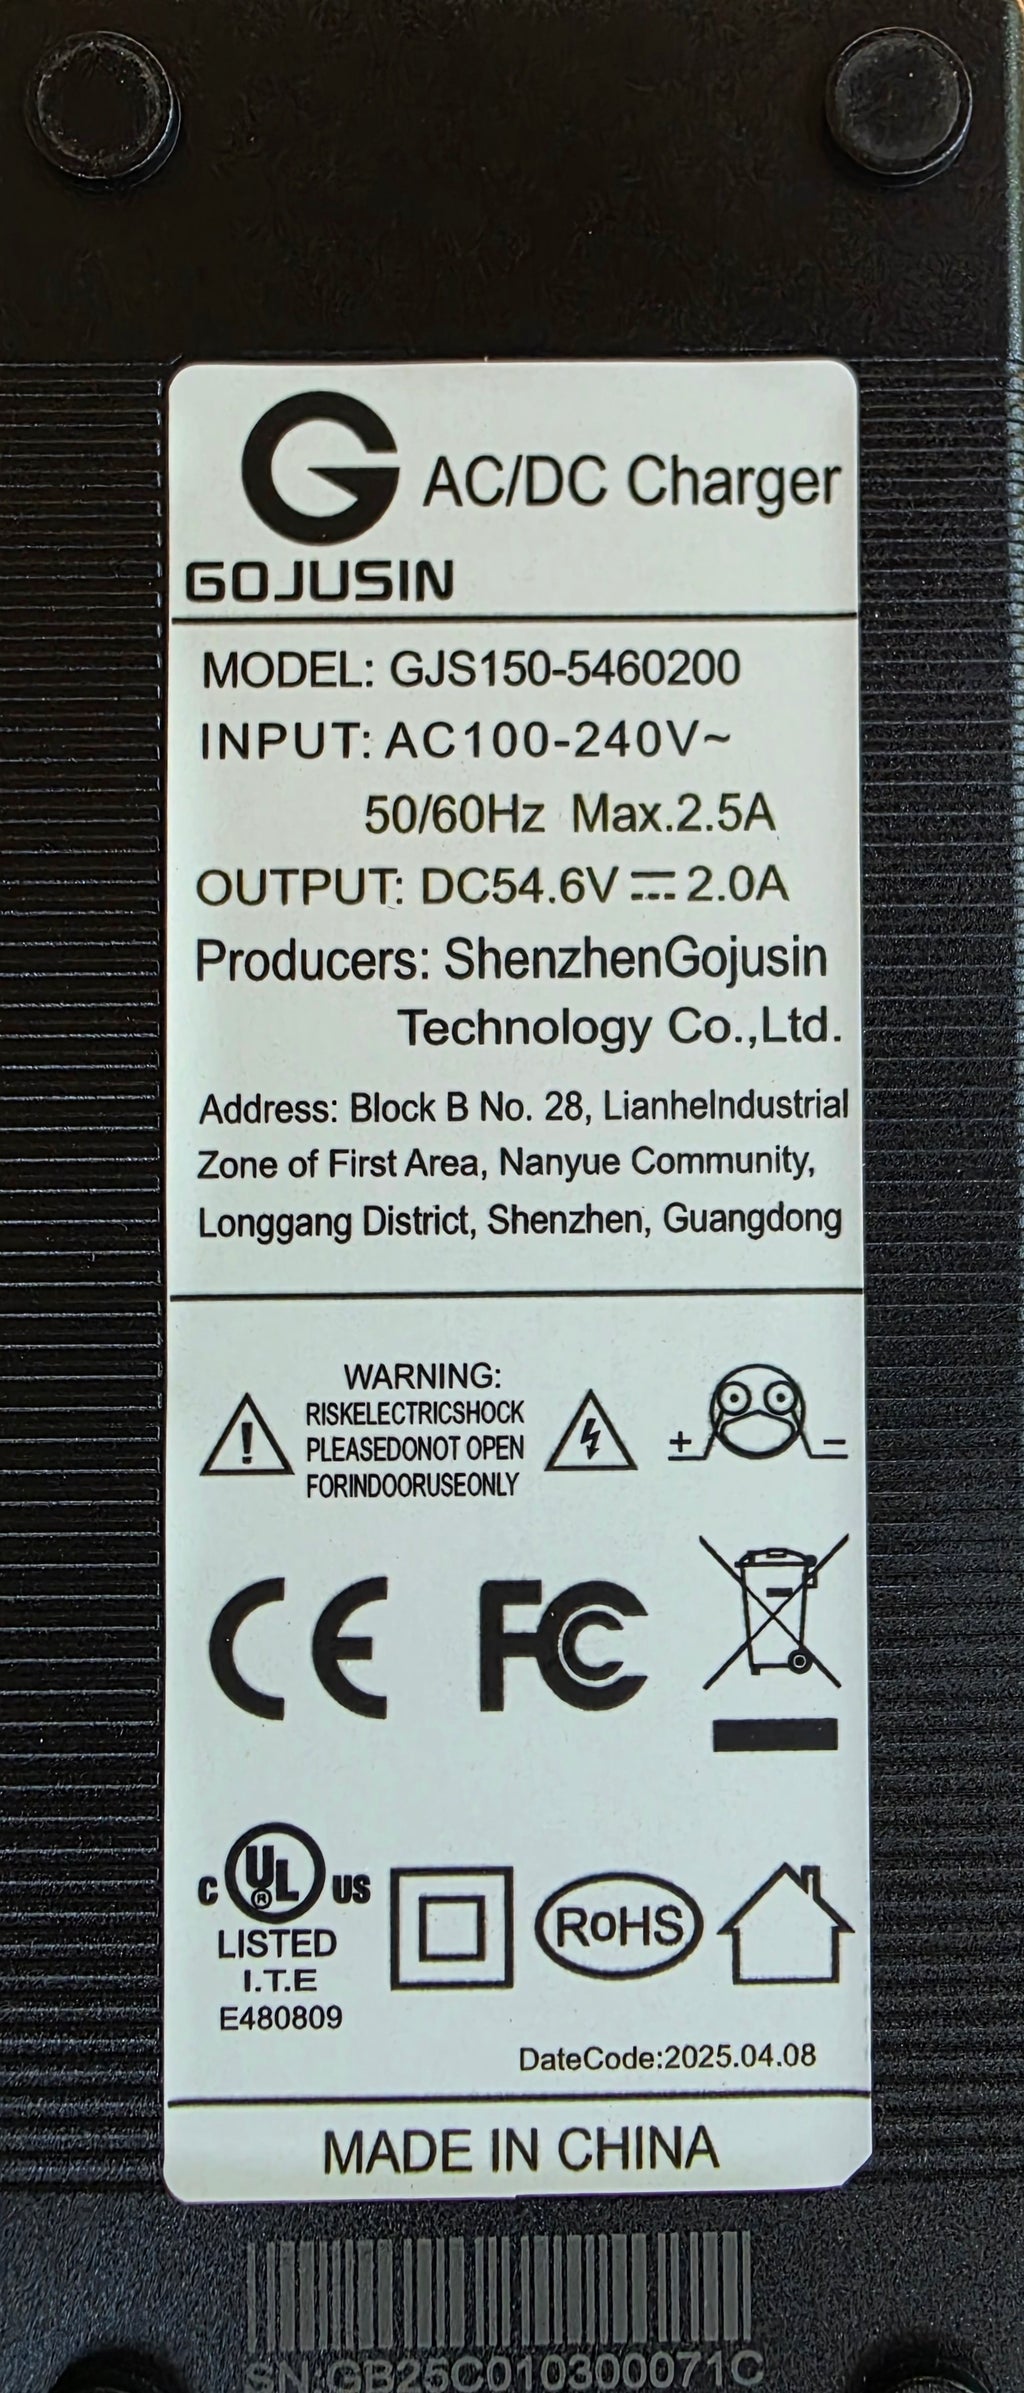 G AC/DC Charger
GOJUSIN
MODEL: GJS150-5460200
INPUT: AC100-240V~
50/60Hz Max.2.5A
OUTPUT: DC54.6V⎓2.0A
Producers: ShenzhenGojusin
Technology Co.,Ltd.
Address: Block B No. 28, LianheIndustrial
Zone of First Area, Nanyue Community,
Longgang District, Shenzhen, Guangdong
WARNING:
RISKELECTRICSHOCK
PLEASEDONOT OPEN
FORINDOORUSEONLY
+ −
CE FC
C UL® US
LISTED
I.T.E
E480809
RoHS
DateCode:2025.04.08
MADE IN CHINA
SN:GB25C010300071C